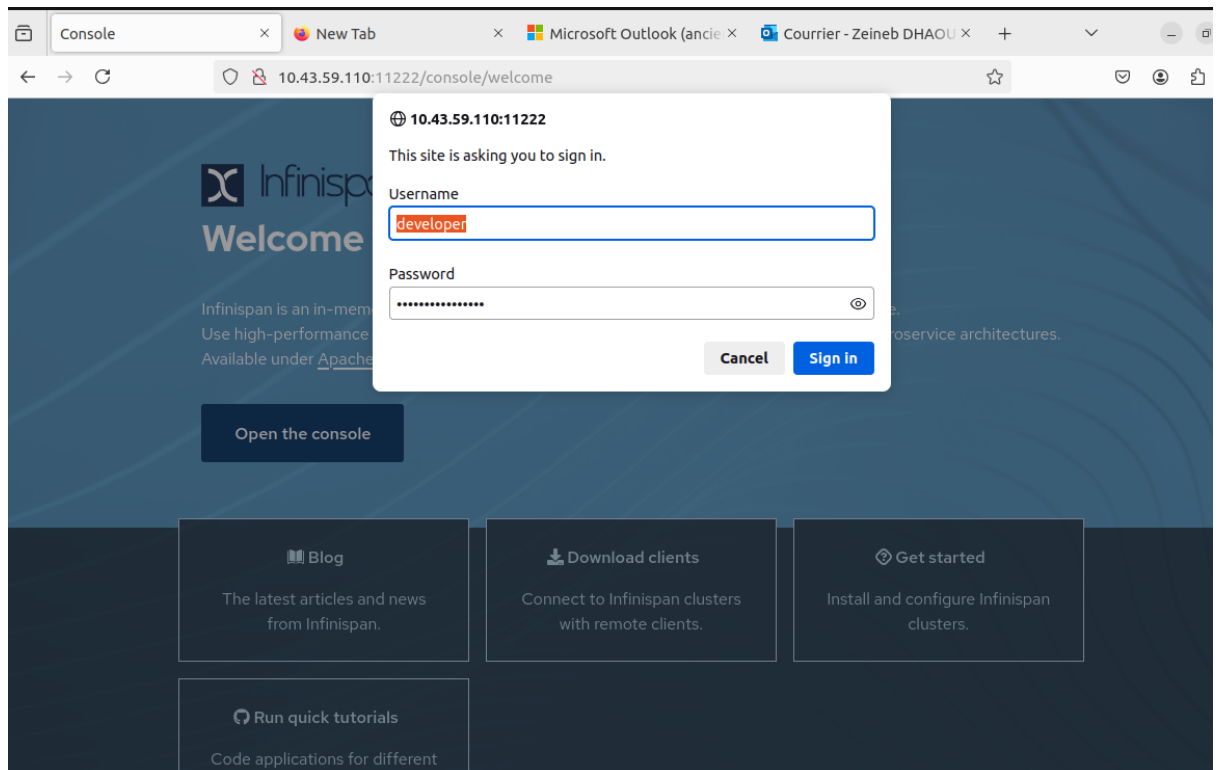 Console
New Tab
Microsoft Outlook (ancie
Courrier - Zeineb DHAOU
10.43.59.110:11222/console/welcome
10.43.59.110:11222
This site is asking you to sign in.
Username
developer
Password
••••••••••••••••
Cancel
Sign in
Infinisp
Welcome
Infinispan is an in-mem
e.
Use high-performance
roservice architectures.
Available under Apache
Open the console
Blog
The latest articles and news
from Infinispan.
Download clients
Connect to Infinispan clusters
with remote clients.
Get started
Install and configure Infinispan
clusters.
Run quick tutorials
Code applications for different